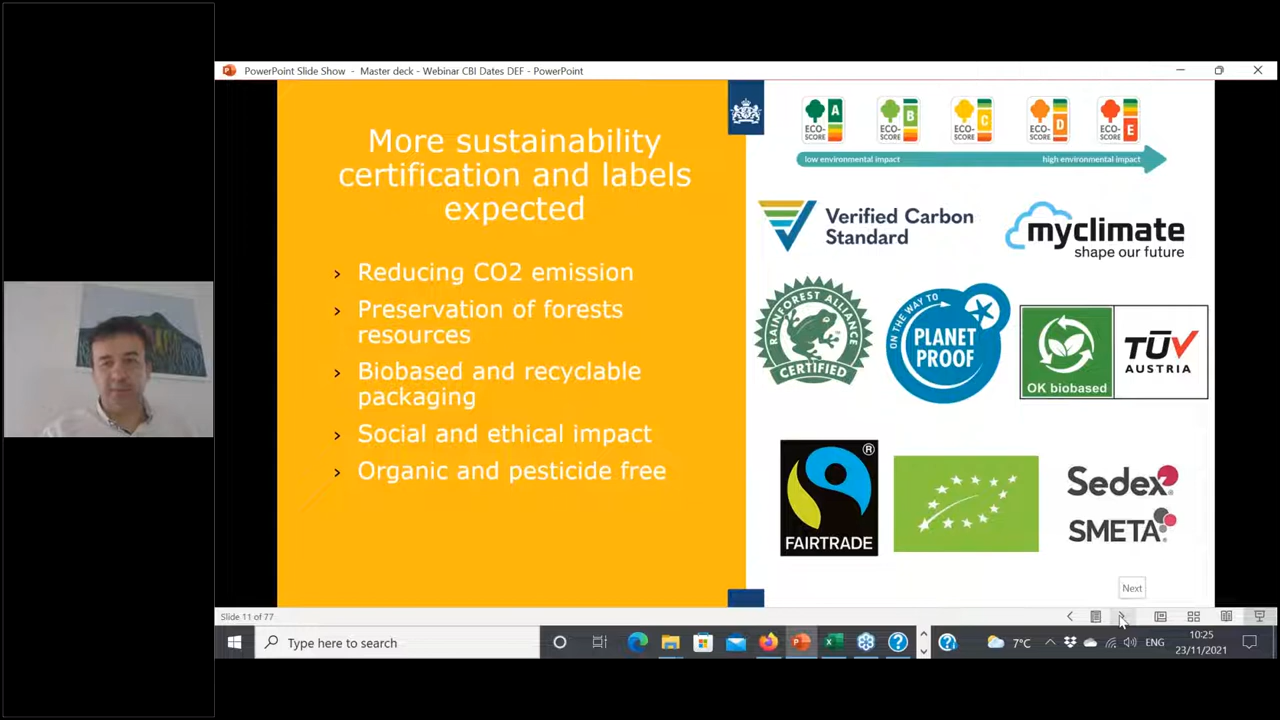 PowerPoint Slide Show - Master deck - Webinar CBI Dates DEF - PowerPoint
More sustainability
certification and labels
expected
› Reducing CO2 emission
› Preservation of forests
resources
› Biobased and recyclable
packaging
› Social and ethical impact
› Organic and pesticide free
A
ECO-
SCORE
B
ECO-
SCORE
C
ECO-
SCORE
D
ECO-
SCORE
E
ECO-
SCORE
low environmental impact
high environmental impact
Verified Carbon
Standard
myclimate
shape our future
RAINFOREST ALLIANCE
CERTIFIED
ON THE WAY TO
PLANET
PROOF
OK biobased
TÜV
AUSTRIA
®
FAIRTRADE
Sedex
SMETA
Next
Slide 11 of 77
Type here to search
7°C
ENG
10:25
23/11/2021